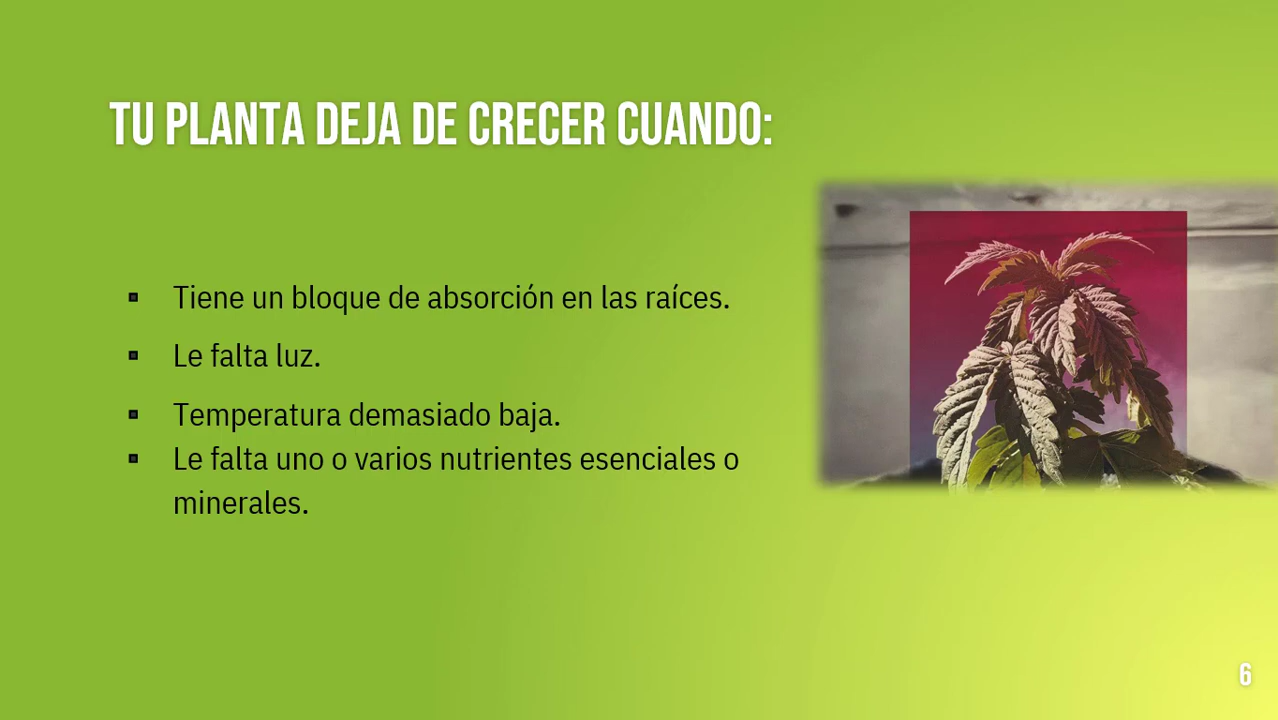 TU PLANTA DEJA DE CRECER CUANDO:
▪ Tiene un bloque de absorción en las raíces.
▪ Le falta luz.
▪ Temperatura demasiado baja.
▪ Le falta uno o varios nutrientes esenciales o
minerales.
6